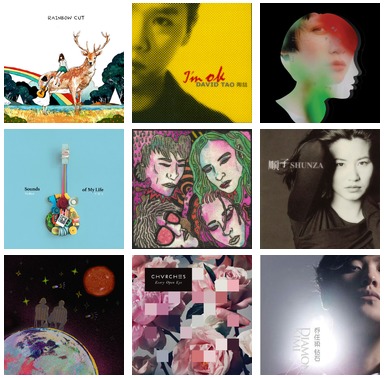 RAINBOW CUT
I'm ok
DAVID TAO 陶喆
Sounds
of My Life
順子 SHUNZA
CHVRCHES
Every Open Eye